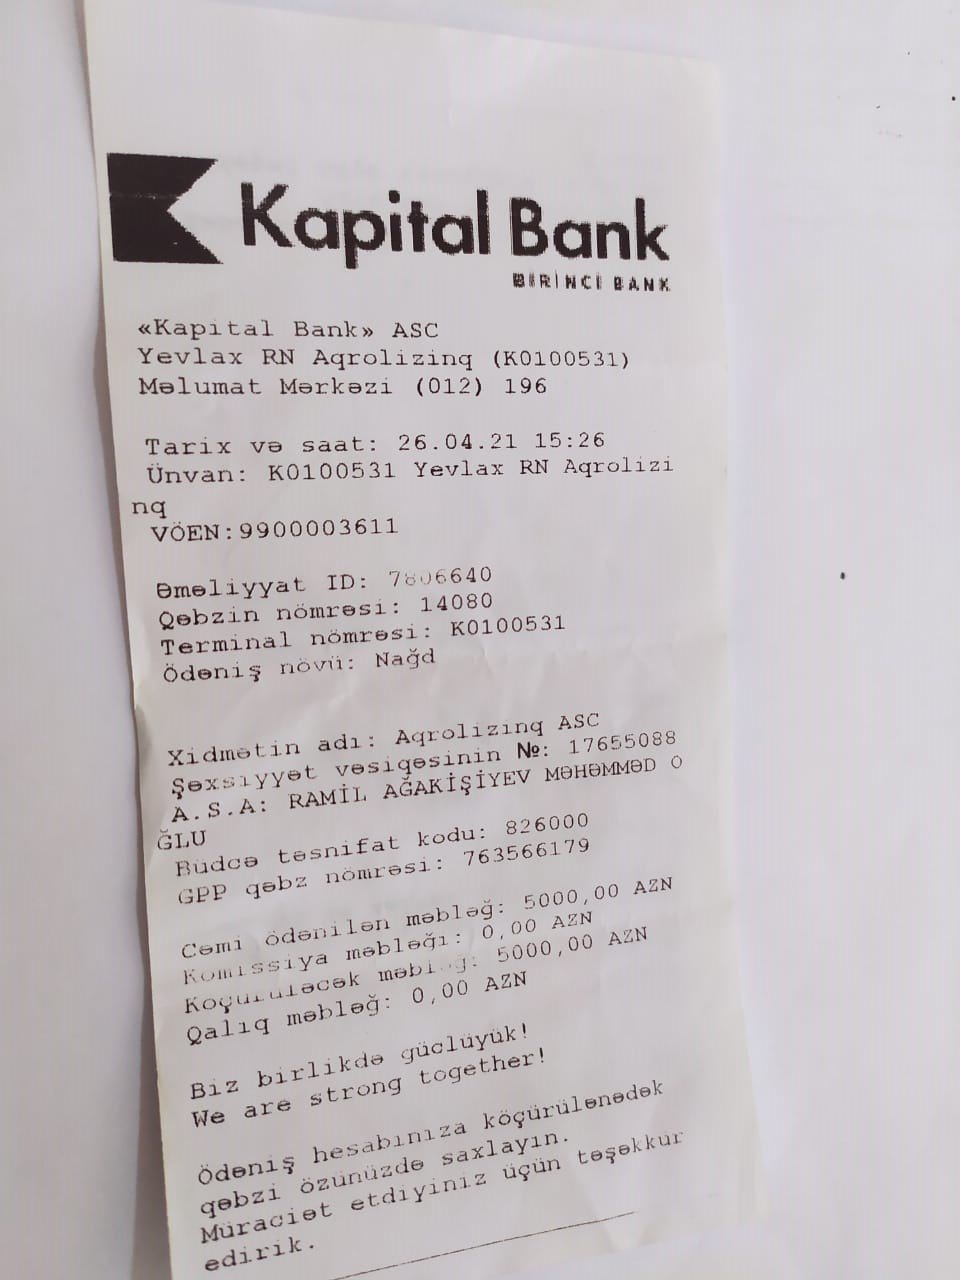 Kapital Bank
BİRİNCİ BANK
«Kapital Bank» ASC
Yevlax RN Aqrolizinq (K0100531)
Məlumat Mərkəzi (012) 196
Tarix və saat: 26.04.21 15:26
Ünvan: K0100531 Yevlax RN Aqrolizi
nq
VÖEN:9900003611
Əməliyyat ID: 7806640
Qəbzin nömrəsi: 14080
Terminal nömrəsi: K0100531
Ödəniş növü: Nağd
Xidmətin adı: Aqrolizinq ASC
Şəxsiyyət vəsiqəsinin №: 17655088
A.S.A: RAMİL AĞAKİŞİYEV MƏHƏMMƏD O
ĞLU
Büdcə təsnifat kodu: 826000
GPP qəbz nömrəsi: 763566179
Cəmi ödənilən məbləğ: 5000,00 AZN
Komissiya məbləğı: 0,00 AZN
Köçürüləcək məbləğ: 5000,00 AZN
Qalıq məbləğ: 0,00 AZN
Biz birlikdə güclüyük!
We are strong together!
Ödəniş hesabınıza köçürülənədək
qəbzi özünüzdə saxlayın.
Müraciət etdiyiniz üçün təşəkkür
edirik.